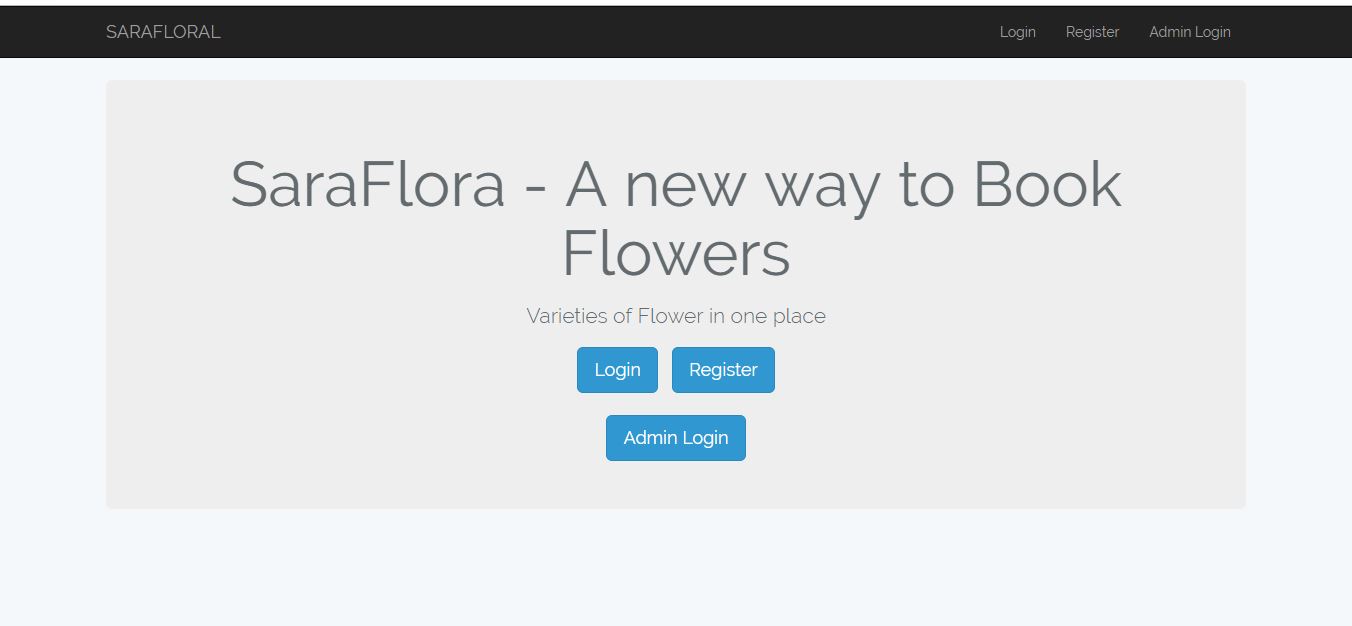 SARAFLORAL
Login Register Admin Login
SaraFlora - A new way to Book
Flowers
Varieties of Flower in one place
Login Register
Admin Login